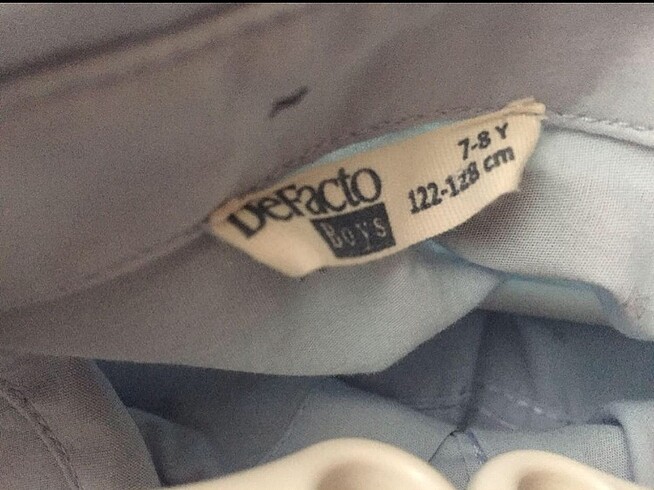 DeFacto
Boys
7-8 Y
122-128 cm